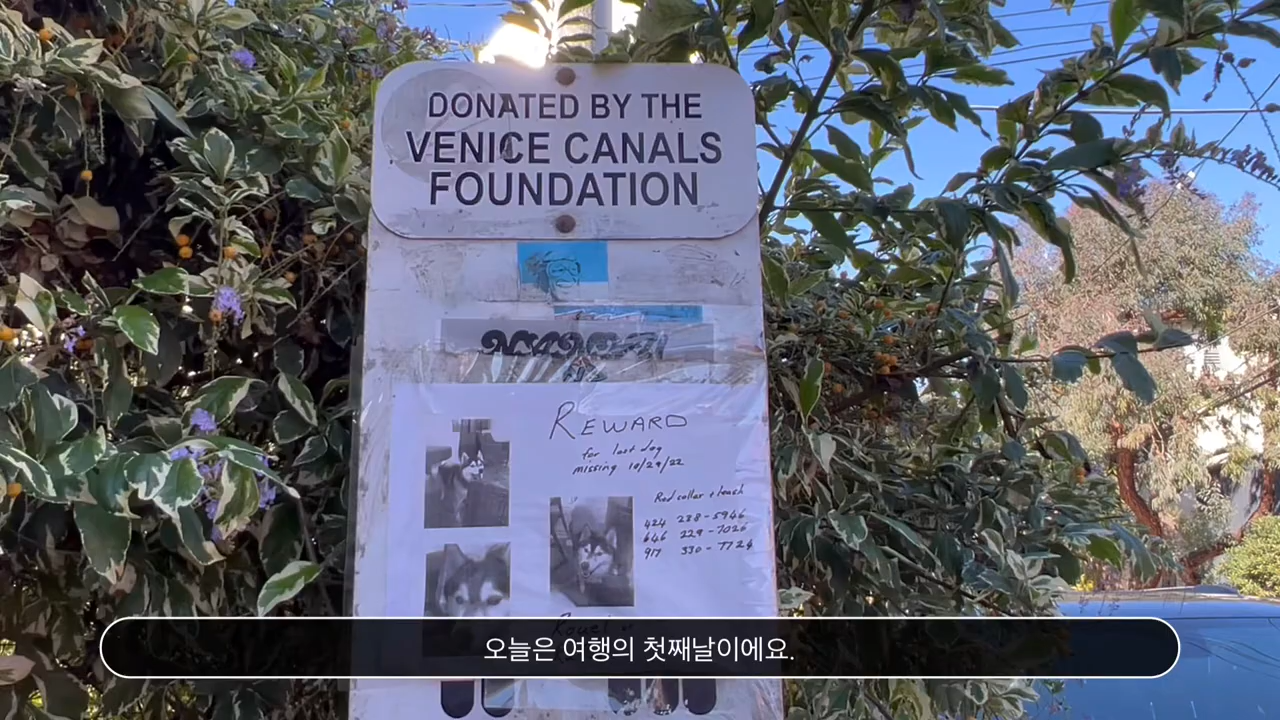 DONATED BY THE
VENICE CANALS
FOUNDATION
REWARD
for lost dog
missing 10/29/22
Red collar + leash
424 238-5946
646 229-7026
917 330-7724
오늘은 여행의 첫째날이에요.